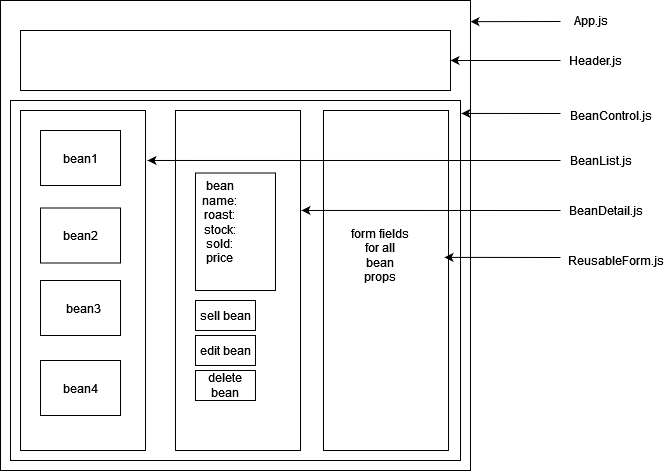 App.js
Header.js
BeanControl.js
BeanList.js
BeanDetail.js
ReusableForm.js
bean1
bean2
bean3
bean4
bean
name:
roast:
stock:
sold:
price
sell bean
edit bean
delete
bean
form fields
for all
bean
props